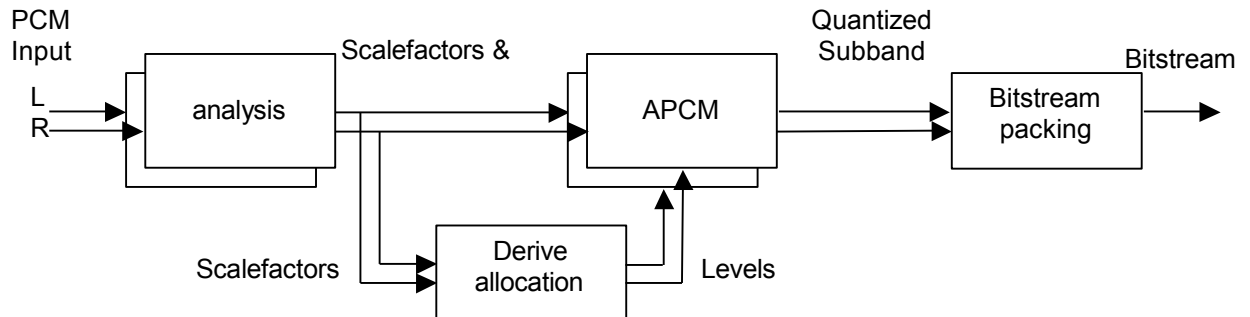 PCM
Input
Scalefactors &
Quantized
Subband
Bitstream
L
R
analysis
APCM
Bitstream
packing
Scalefactors
Derive
allocation
Levels